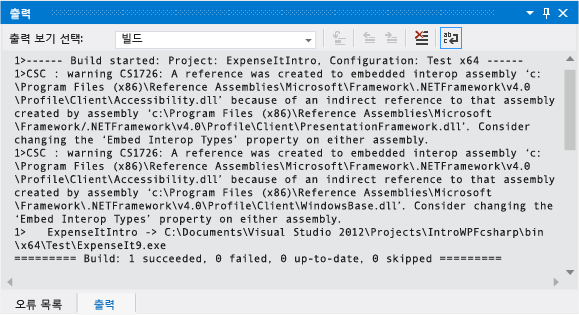 출력
출력 보기 선택: 빌드
1>------ Build started: Project: ExpenseItIntro, Configuration: Test x64 ------
1>CSC : warning CS1726: A reference was created to embedded interop assembly ‘c:
\Program Files (x86)\Reference Assemblies\Microsoft\Framework\.NETFramework\v4.0
\Profile\Client\Accessibility.dll’ because of an indirect reference to that assembly
created by assembly ‘c:\Program Files (x86)\Reference Assemblies\Microsoft
\Framework/.NETFramework\v4.0\Profile\Client\PresentationFramework.dll’. Consider
changing the ‘Embed Interop Types’ property on either assembly.
1>CSC : warning CS1726: A reference was created to embedded interop assembly ‘c:
\Program Files (x86)\Reference Assemblies\Microsoft\Framework\.NETFramework\v4.0
\Profile\Client\Accessibility.dll’ because of an indirect reference to that assembly
created by assembly ‘c:\Program Files (x86)\Reference Assemblies\Microsoft
\Framework\.NETFramework\v4.0\Profile\Client\WindowsBase.dll’. Consider changing the
‘Embed Interop Types’ property on either assembly.
1>   ExpenseItIntro -> C:\Documents\Visual Studio 2012\Projects\IntroWPFcsharp\bin
\x64\Test\ExpenseIt9.exe
========= Build: 1 succeeded, 0 failed, 0 up-to-date, 0 skipped =========
오류 목록 출력